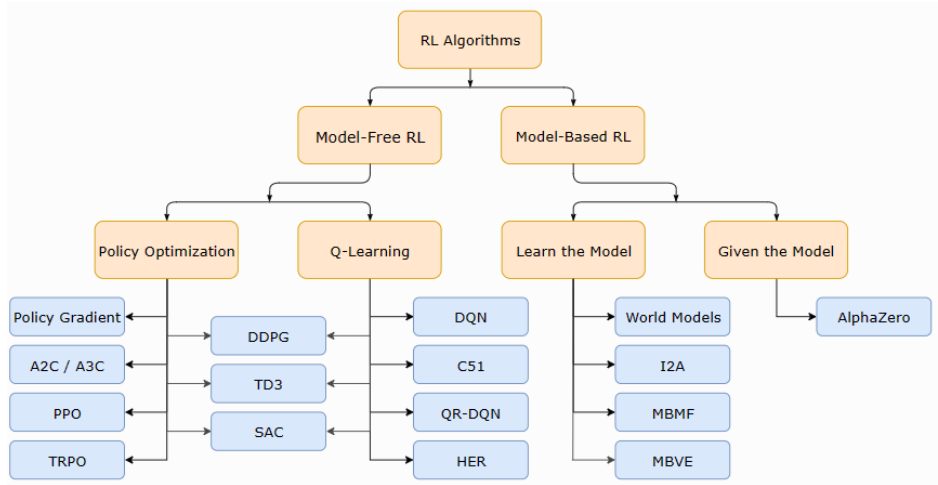 RL Algorithms
Model-Free RL
Model-Based RL
Policy Optimization
Q-Learning
Learn the Model
Given the Model
Policy Gradient
DDPG
DQN
World Models
AlphaZero
A2C / A3C
TD3
C51
I2A
PPO
SAC
QR-DQN
MBMF
TRPO
HER
MBVE